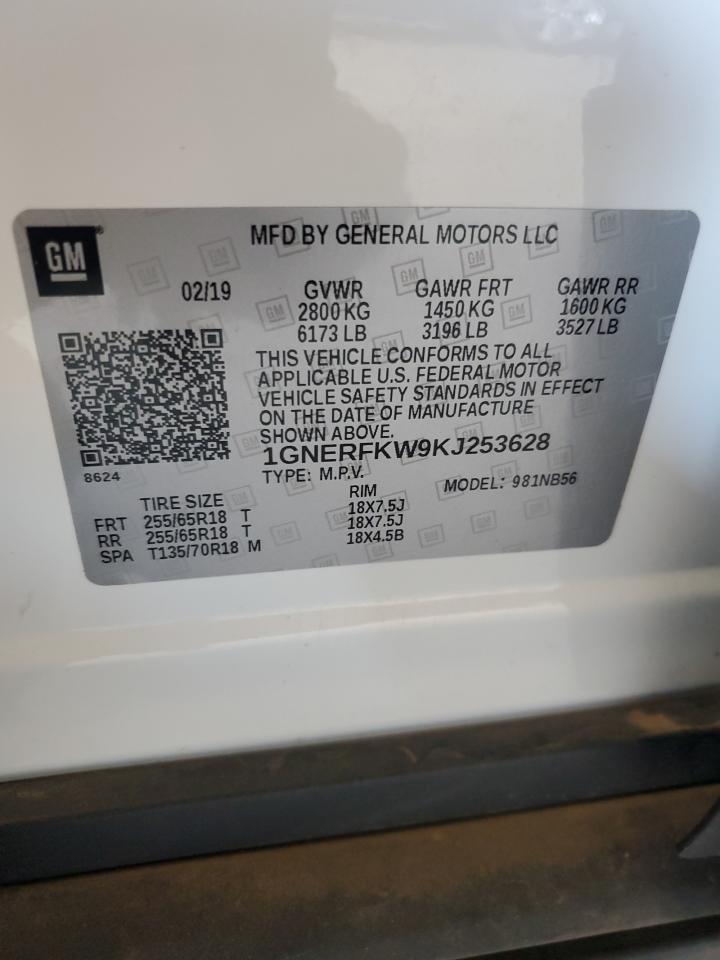 GM
MFD BY GENERAL MOTORS LLC
02/19 GVWR GAWR FRT GAWR RR
2800 KG 1450 KG 1600 KG
6173 LB 3196 LB 3527 LB
THIS VEHICLE CONFORMS TO ALL
APPLICABLE U.S. FEDERAL MOTOR
VEHICLE SAFETY STANDARDS IN EFFECT
ON THE DATE OF MANUFACTURE
SHOWN ABOVE.
1GNERFKW9KJ253628
8624
TYPE: M.P.V. MODEL: 981NB56
TIRE SIZE RIM
FRT 255/65R18 T 18X7.5J
RR 255/65R18 T 18X7.5J
SPA T135/70R18 M 18X4.5B